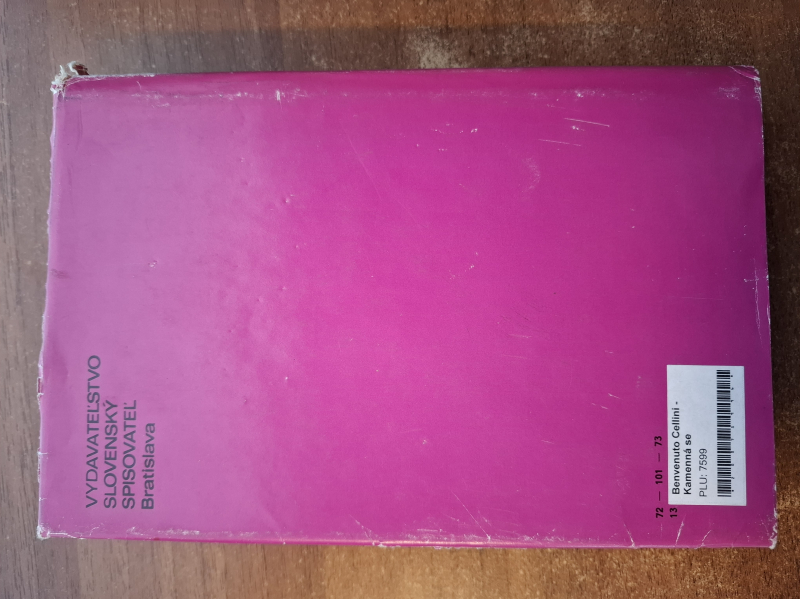 VYDAVATEĽSTVO
SLOVENSKÝ
SPISOVATEĽ
Bratislava
72 — 101 — 73
13
Benvenuto Cellini -
Kamenná se
PLU: 7599